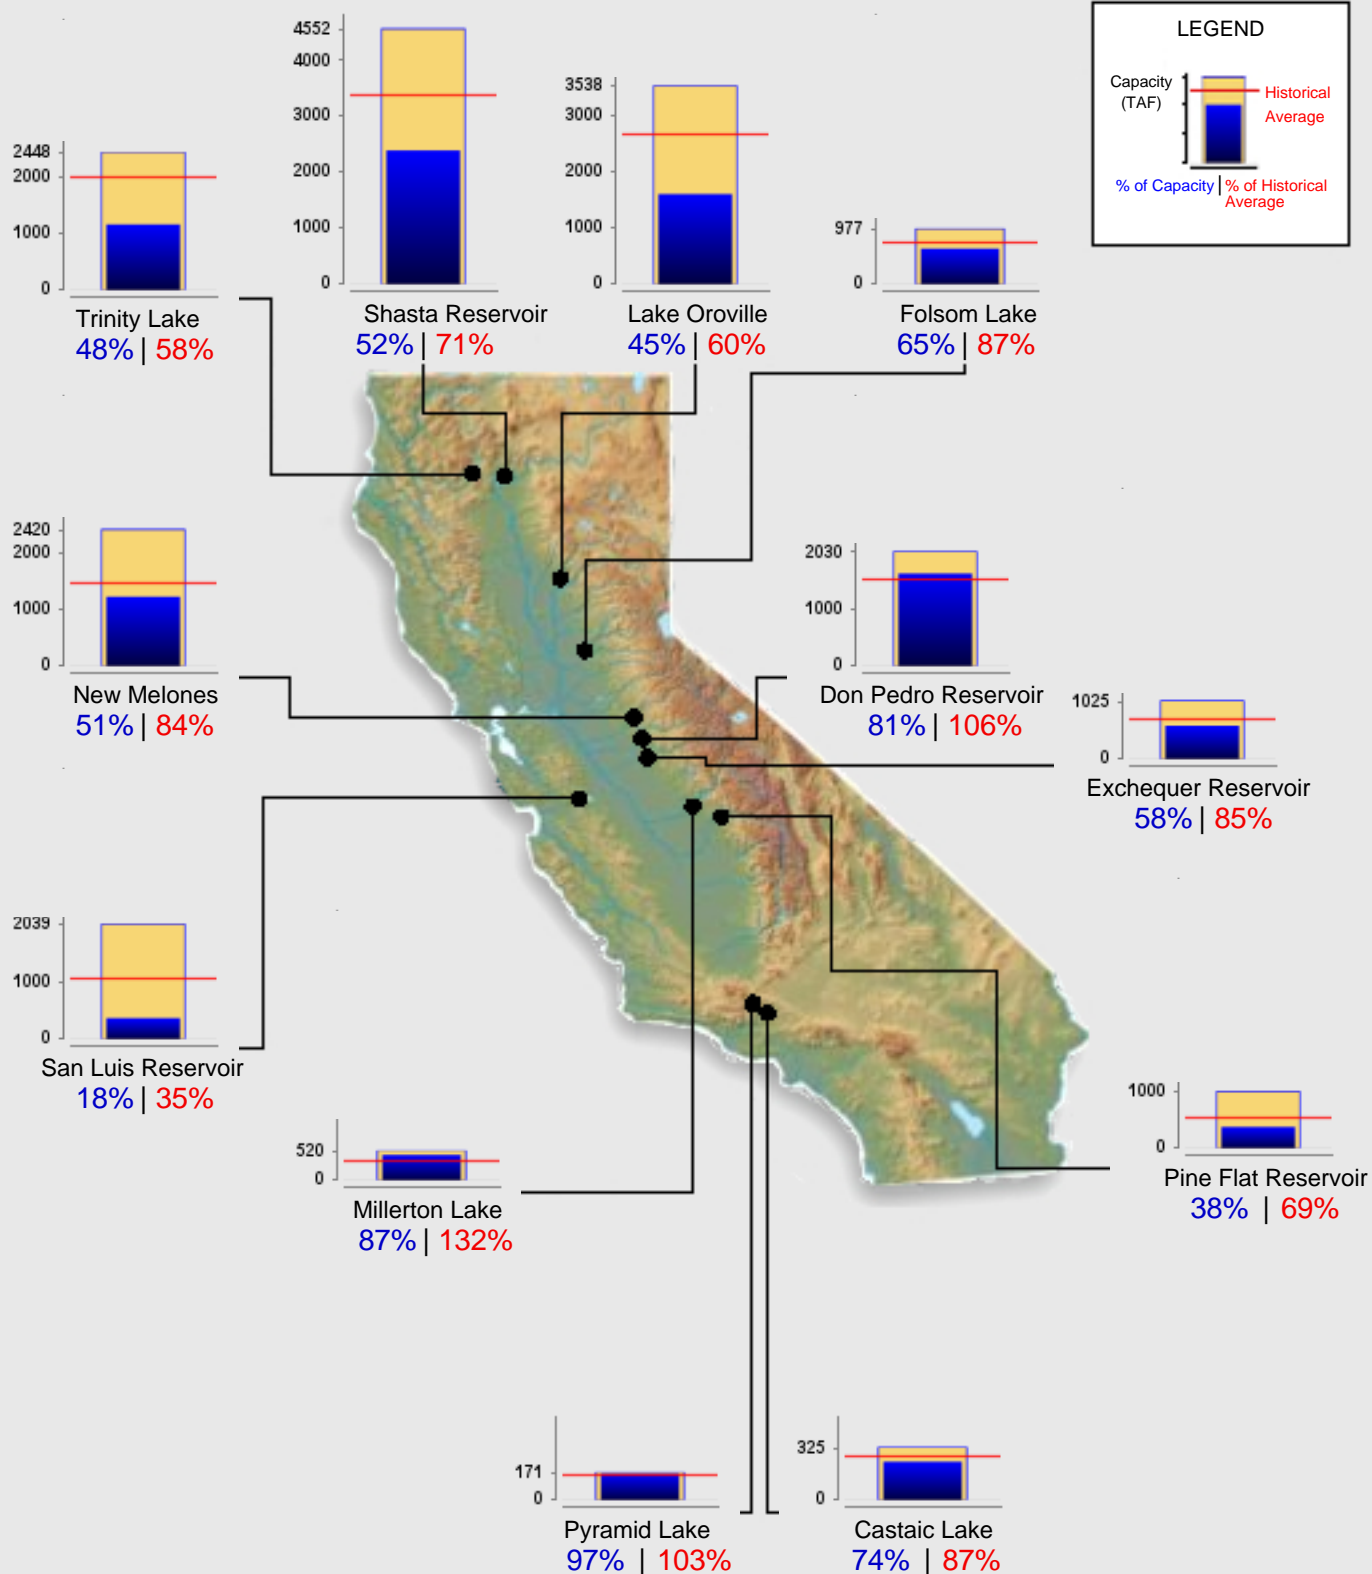 LEGEND
Capacity
(TAF)
Historical
Average
% of Capacity | % of Historical
Average
4552
4000
3000
2000
1000
0
Shasta Reservoir
52% | 71%
3538
3000
2000
1000
0
Lake Oroville
45% | 60%
2448
2000
1000
0
Trinity Lake
48% | 58%
977
0
Folsom Lake
65% | 87%
2420
2000
1000
0
New Melones
51% | 84%
2030
1000
0
Don Pedro Reservoir
81% | 106%
1025
0
Exchequer Reservoir
58% | 85%
2039
1000
0
San Luis Reservoir
18% | 35%
520
0
Millerton Lake
87% | 132%
1000
0
Pine Flat Reservoir
38% | 69%
171
0
Pyramid Lake
97% | 103%
325
0
Castaic Lake
74% | 87%